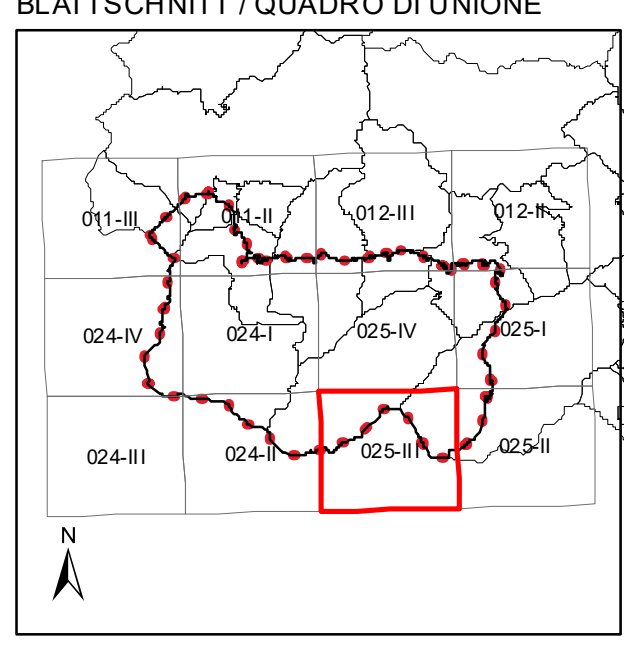 BLATTSCHNITT / QUADRO DI UNIONE
011-III
011-II
012-III
012-II
024-IV
024-I
025-IV
025-I
024-III
024-II
025-III
025-II
N